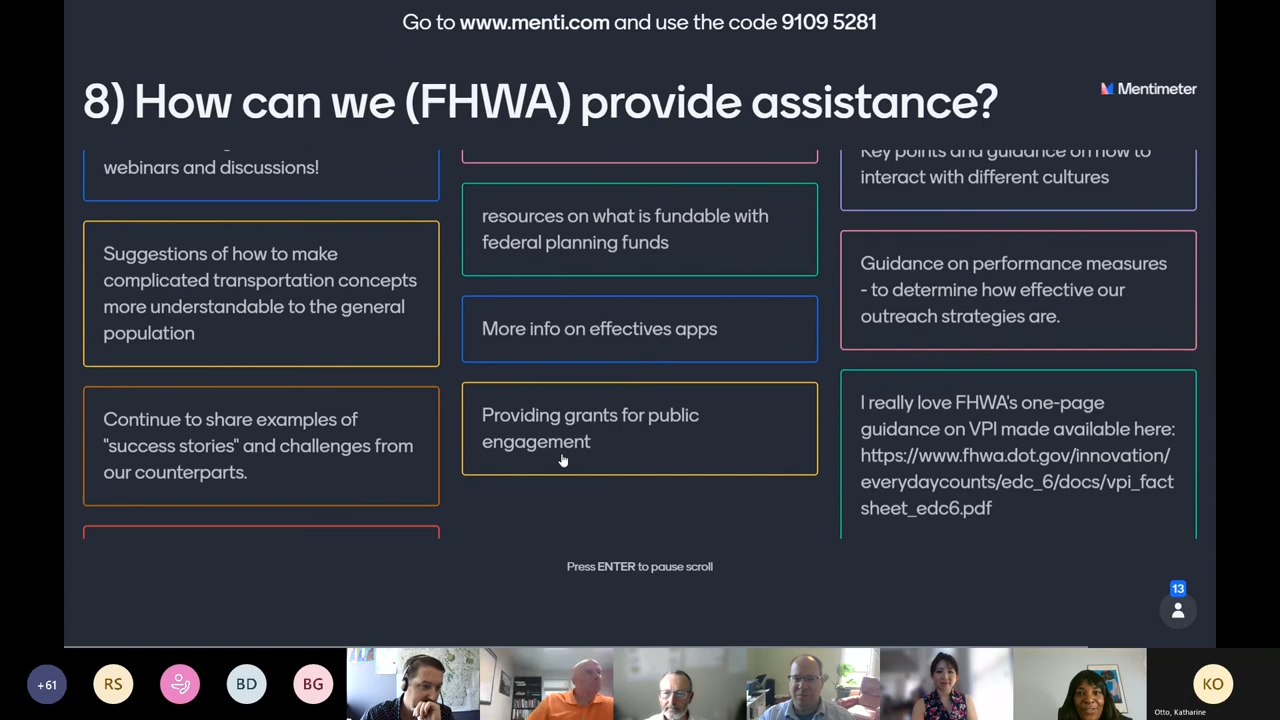 Go to www.menti.com and use the code 9109 5281
8) How can we (FHWA) provide assistance?
Mentimeter
webinars and discussions!
Suggestions of how to make
complicated transportation concepts
more understandable to the general
population
Continue to share examples of
"success stories" and challenges from
our counterparts.
resources on what is fundable with
federal planning funds
More info on effectives apps
Providing grants for public
engagement
Key points and guidance on how to
interact with different cultures
Guidance on performance measures
- to determine how effective our
outreach strategies are.
I really love FHWA's one-page
guidance on VPI made available here:
https://www.fhwa.dot.gov/innovation/
everydaycounts/edc_6/docs/vpi_fact
sheet_edc6.pdf
Press ENTER to pause scroll
13
+61
RS
BD
BG
KO
Otto, Katharine